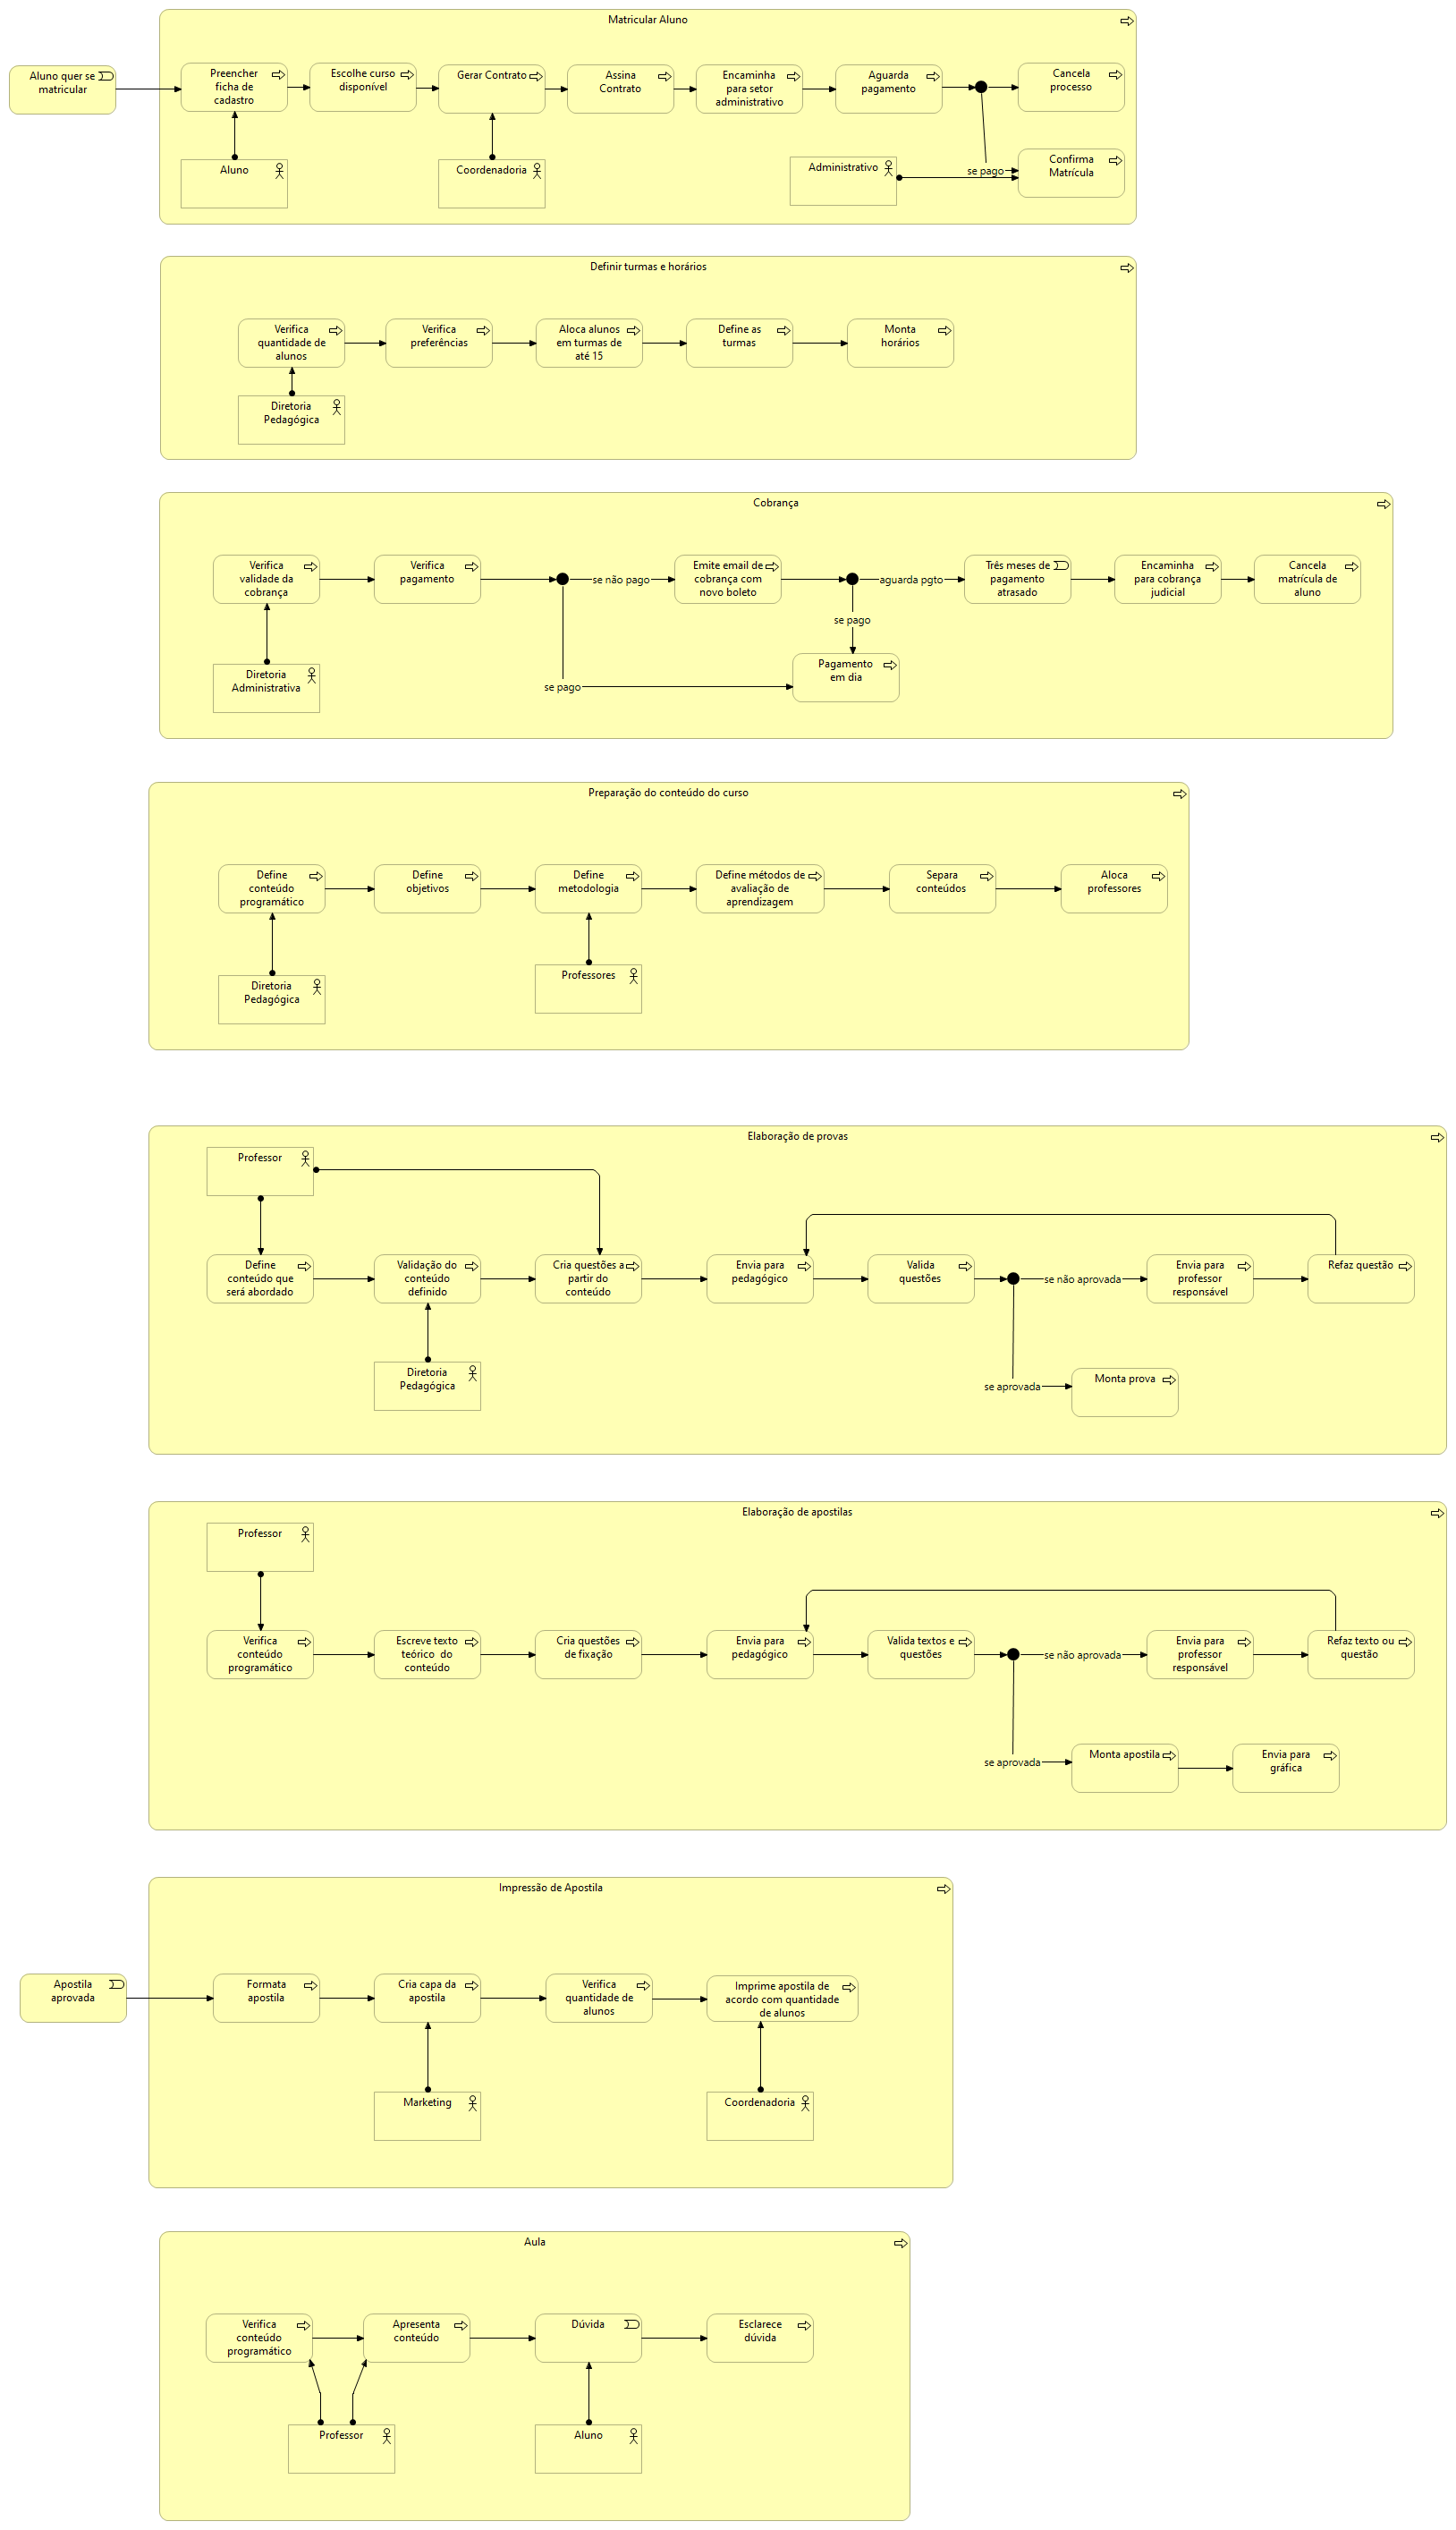 Matricular Aluno
Aluno quer se
matricular
Preencher
ficha de
cadastro
Escolhe curso
disponível
Gerar Contrato
Assina
Contrato
Encaminha
para setor
administrativo
Aguarda
pagamento
Cancela
processo
Aluno
Coordenadoria
Administrativo
se pago
Confirma
Matrícula
Definir turmas e horários
Verifica
quantidade de
alunos
Verifica
preferências
Aloca alunos
em turmas de
até 15
Define as
turmas
Monta
horários
Diretoria
Pedagógica
Cobrança
Verifica
validade da
cobrança
Verifica
pagamento
se não pago
Emite email de
cobrança com
novo boleto
aguarda pgto
Três meses de
pagamento
atrasado
Encaminha
para cobrança
judicial
Cancela
matrícula de
aluno
se pago
Diretoria
Administrativa
se pago
Pagamento
em dia
Preparação do conteúdo do curso
Define
conteúdo
programático
Define
objetivos
Define
metodologia
Define métodos de
avaliação de
aprendizagem
Separa
conteúdos
Aloca
professores
Diretoria
Pedagógica
Professores
Elaboração de provas
Professor
Define
conteúdo que
será abordado
Validação do
conteúdo
definido
Cria questões a
partir do
conteúdo
Envia para
pedagógico
Valida
questões
se não aprovada
Envia para
professor
responsável
Refaz questão
Diretoria
Pedagógica
se aprovada
Monta prova
Elaboração de apostilas
Professor
Verifica
conteúdo
programático
Escreve texto
teórico  do
conteúdo
Cria questões
de fixação
Envia para
pedagógico
Valida textos e
questões
se não aprovada
Envia para
professor
responsável
Refaz texto ou
questão
se aprovada
Monta apostila
Envia para
gráfica
Impressão de Apostila
Apostila
aprovada
Formata
apostila
Cria capa da
apostila
Verifica
quantidade de
alunos
Imprime apostila de
acordo com quantidade
de alunos
Marketing
Coordenadoria
Aula
Verifica
conteúdo
programático
Apresenta
conteúdo
Dúvida
Esclarece
dúvida
Professor
Aluno